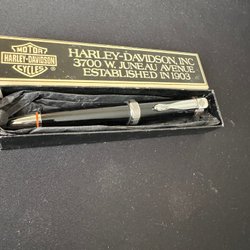 MOTOR
HARLEY-DAVIDSON
CYCLES
HARLEY-DAVIDSON, INC
3700 W. JUNEAU AVENUE
ESTABLISHED IN 1903